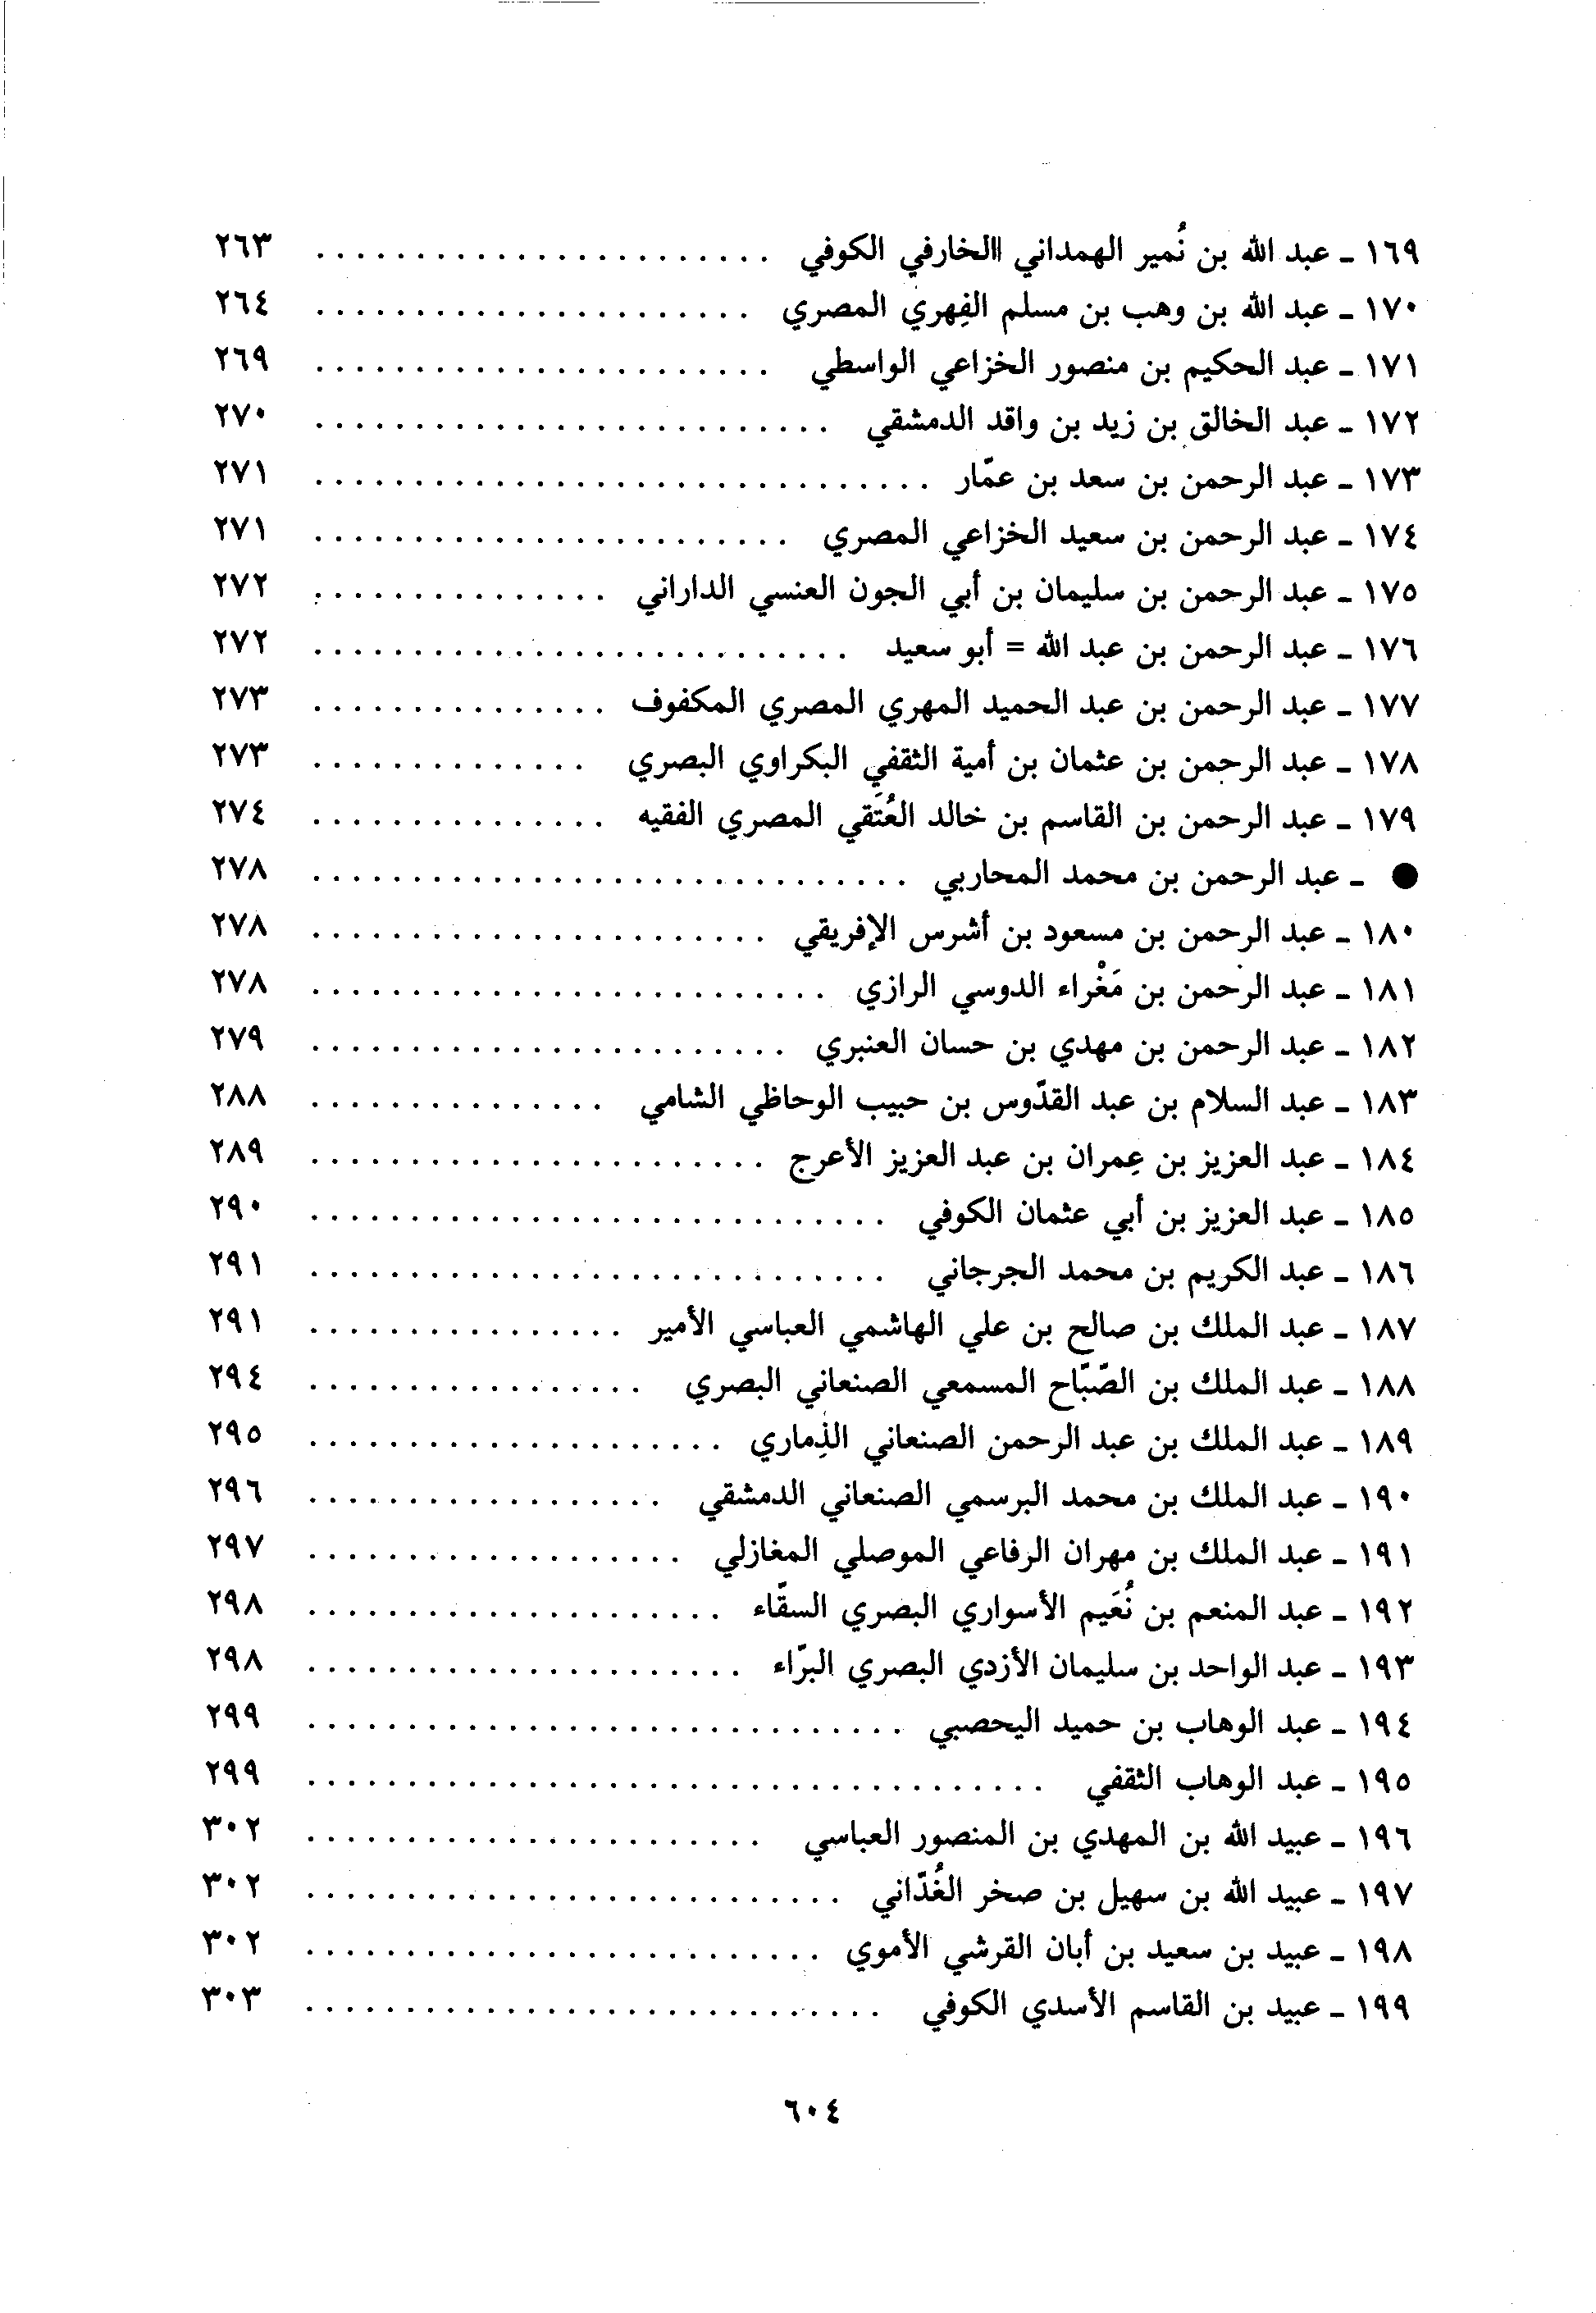 ١٦٩ ـ عبد الله بن نُمير الهمداني االخارفي الكوفي . . . . . . . . . . . . . . . . . . . . . . . ٢٦٣
١٧٠ ـ عبد الله بن وهب بن مسلم الفِهري المصري . . . . . . . . . . . . . . . . . . . . . . ٢٦٤
١٧١ ـ عبد الحكيم بن منصور الخزاعي الواسطي . . . . . . . . . . . . . . . . . . . . . . . ٢٦٩
١٧٢ ـ عبد الخالق بن زيد بن واقد الدمشقي . . . . . . . . . . . . . . . . . . . . . . . . . . ٢٧٠
١٧٣ ـ عبد الرحمن بن سعد بن عمّار . . . . . . . . . . . . . . . . . . . . . . . . . . . . . . . ٢٧١
١٧٤ ـ عبد الرحمن بن سعيد الخزاعي المصري . . . . . . . . . . . . . . . . . . . . . . . . ٢٧١
١٧٥ ـ عبد الرحمن بن سليمان بن أبي الجون العنسي الداراني . . . . . . . . . . . . . . . ٢٧٢
١٧٦ ـ عبد الرحمن بن عبد الله = أبو سعيد . . . . . . . . . . . . . . . . . . . . . . . . . . . ٢٧٢
١٧٧ ـ عبد الرحمن بن عبد الحميد المهري المصري المكفوف . . . . . . . . . . . . . . . ٢٧٣
١٧٨ ـ عبد الرحمن بن عثمان بن أمية الثقفي البكراوي البصري . . . . . . . . . . . . . . ٢٧٣
١٧٩ ـ عبد الرحمن بن القاسم بن خالد العُتَقي المصري الفقيه . . . . . . . . . . . . . . . ٢٧٤
● ـ عبد الرحمن بن محمد المحاربي . . . . . . . . . . . . . . . . . . . . . . . . . . . . . . ٢٧٨
١٨٠ ـ عبد الرحمن بن مسعود بن أشرس الإفريقي . . . . . . . . . . . . . . . . . . . . . . . ٢٧٨
١٨١ ـ عبد الرحمن بن مَغْراء الدوسي الرازي . . . . . . . . . . . . . . . . . . . . . . . . . . ٢٧٨
١٨٢ ـ عبد الرحمن بن مهدي بن حسان العنبري . . . . . . . . . . . . . . . . . . . . . . . . ٢٧٩
١٨٣ ـ عبد السلام بن عبد القدّوس بن حبيب الوحاظي الشامي . . . . . . . . . . . . . . . ٢٨٨
١٨٤ ـ عبد العزيز بن عِمران بن عبد العزيز الأعرج . . . . . . . . . . . . . . . . . . . . . . . ٢٨٩
١٨٥ ـ عبد العزيز بن أبي عثمان الكوفي . . . . . . . . . . . . . . . . . . . . . . . . . . . . . ٢٩٠
١٨٦ ـ عبد الكريم بن محمد الجرجاني . . . . . . . . . . . . . . . . . . . . . . . . . . . . . ٢٩١
١٨٧ ـ عبد الملك بن صالح بن علي الهاشمي العباسي الأمير . . . . . . . . . . . . . . . . ٢٩١
١٨٨ ـ عبد الملك بن الصّبّاح المسمعي الصنعاني البصري . . . . . . . . . . . . . . . . . ٢٩٤
١٨٩ ـ عبد الملك بن عبد الرحمن الصنعاني الذِماري . . . . . . . . . . . . . . . . . . . . . ٢٩٥
١٩٠ ـ عبد الملك بن محمد البرسمي الصنعاني الدمشقي . . . . . . . . . . . . . . . . . . ٢٩٦
١٩١ ـ عبد الملك بن مهران الرفاعي الموصلي المغازلي . . . . . . . . . . . . . . . . . . . ٢٩٧
١٩٢ ـ عبد المنعم بن نُعَيم الأسواري البصري السقّاء . . . . . . . . . . . . . . . . . . . . . ٢٩٨
١٩٣ ـ عبد الواحد بن سليمان الأزدي البصري البرّاء . . . . . . . . . . . . . . . . . . . . . . ٢٩٨
١٩٤ ـ عبد الوهاب بن حميد اليحصبي . . . . . . . . . . . . . . . . . . . . . . . . . . . . . . ٢٩٩
١٩٥ ـ عبد الوهاب الثقفي . . . . . . . . . . . . . . . . . . . . . . . . . . . . . . . . . . . . . ٢٩٩
١٩٦ ـ عبيد الله بن المهدي بن المنصور العباسي . . . . . . . . . . . . . . . . . . . . . . . ٣٠٢
١٩٧ ـ عبيد الله بن سهيل بن صخر الغُدّاني . . . . . . . . . . . . . . . . . . . . . . . . . . . ٣٠٢
١٩٨ ـ عبيد بن سعيد بن أبان القرشي الأموي . . . . . . . . . . . . . . . . . . . . . . . . . . ٣٠٢
١٩٩ ـ عبيد بن القاسم الأسدي الكوفي . . . . . . . . . . . . . . . . . . . . . . . . . . . . . ٣٠٣
٦٠٤